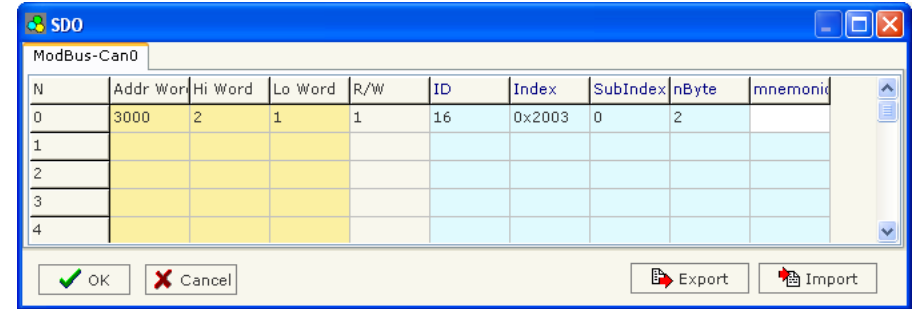 SDO
ModBus-Can0
N Addr Word Hi Word Lo Word R/W ID Index SubIndex nByte mnemonic
0 3000 2 1 1 16 0x2003 0 2
1
2
3
4
OK Cancel Export Import